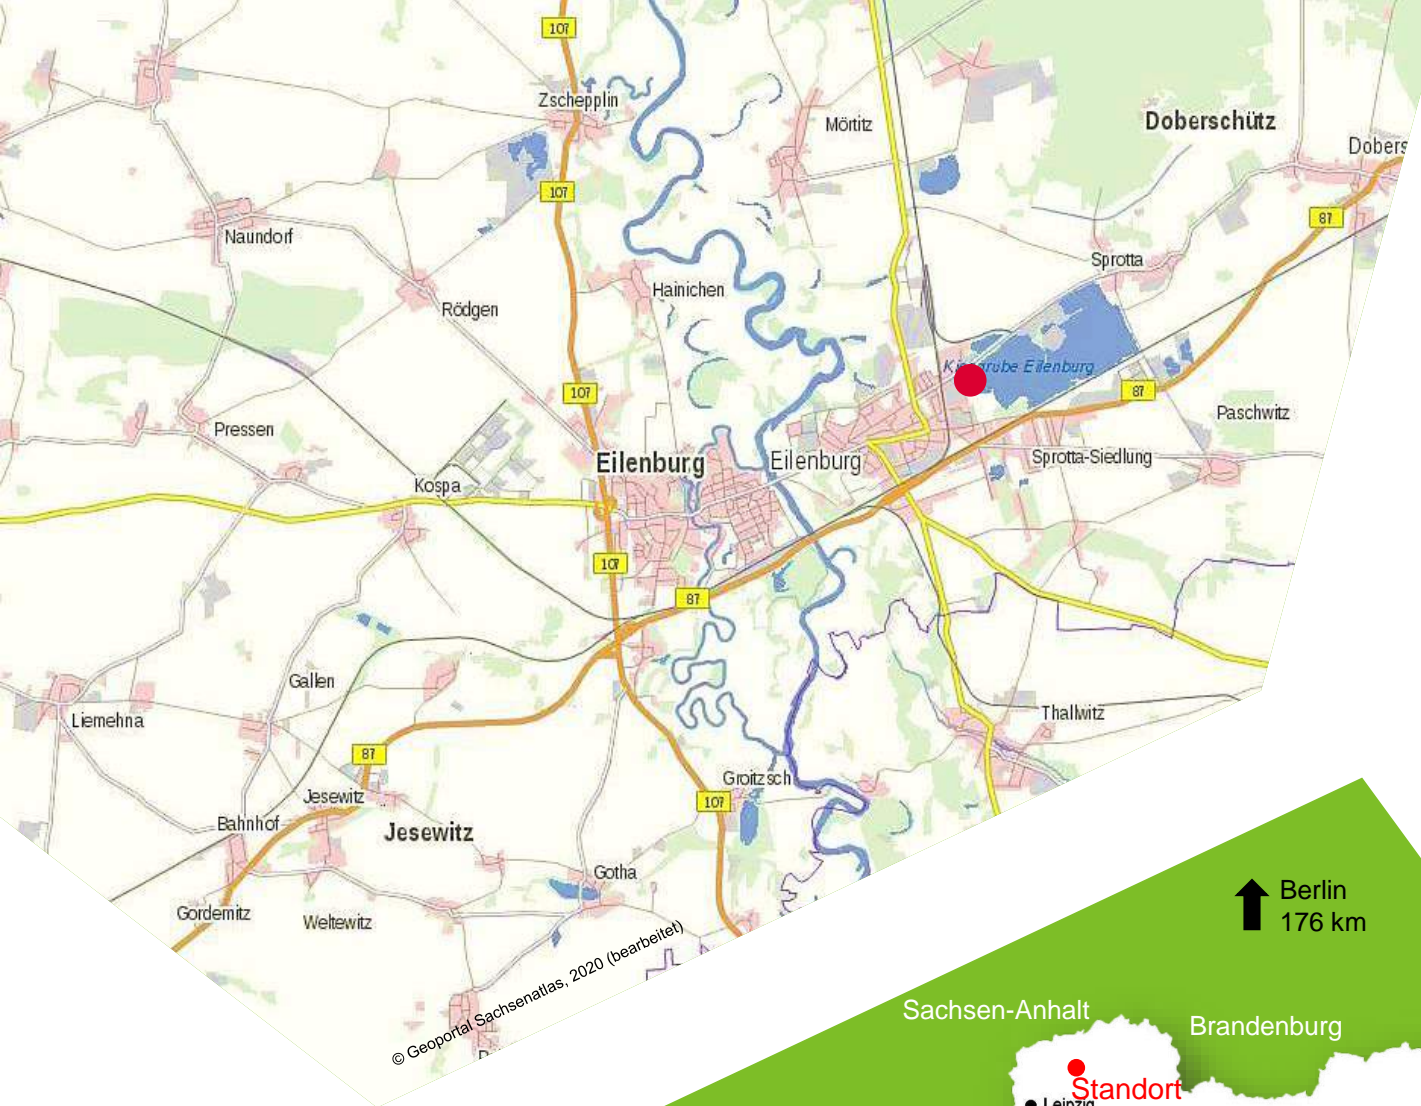 107
Zschepplin
Mörtitz
Doberschütz
Dobers
107
87
Naundorf
Sprotta
Hainichen
Rödgen
Kiesgrube Eilenburg
107
87
Paschwitz
Pressen
Eilenburg
Eilenburg
Sprotta-Siedlung
Kospa
107
87
Gallen
Liemehna
Thallwitz
87
Groitzsch
Jesewitz
107
Bahnhof
Jesewitz
Gotha
Gordemitz
Weltewitz
© Geoportal Sachsenatlas, 2020 (bearbeitet)
Berlin
176 km
Sachsen-Anhalt
Brandenburg
Standort
Leipzig